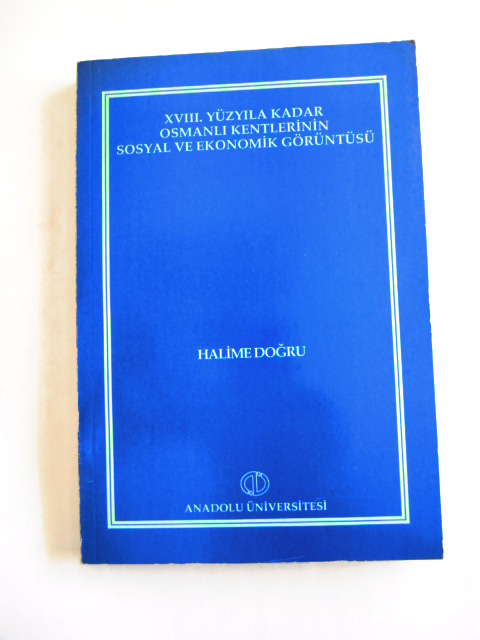 XVIII. YÜZYILA KADAR
OSMANLI KENTLERİNİN
SOSYAL VE EKONOMİK GÖRÜNTÜSÜ
HALİME DOĞRU
ANADOLU ÜNİVERSİTESİ